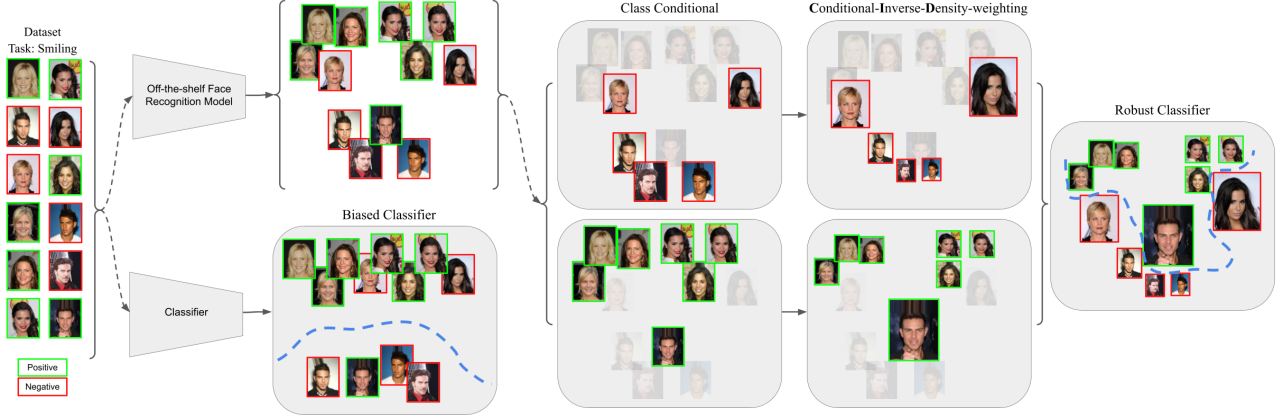 Dataset
Task: Smiling
Positive
Negative
Off-the-shelf Face
Recognition Model
Classifier
Biased Classifier
Class Conditional
Conditional-Inverse-Density-weighting
Robust Classifier